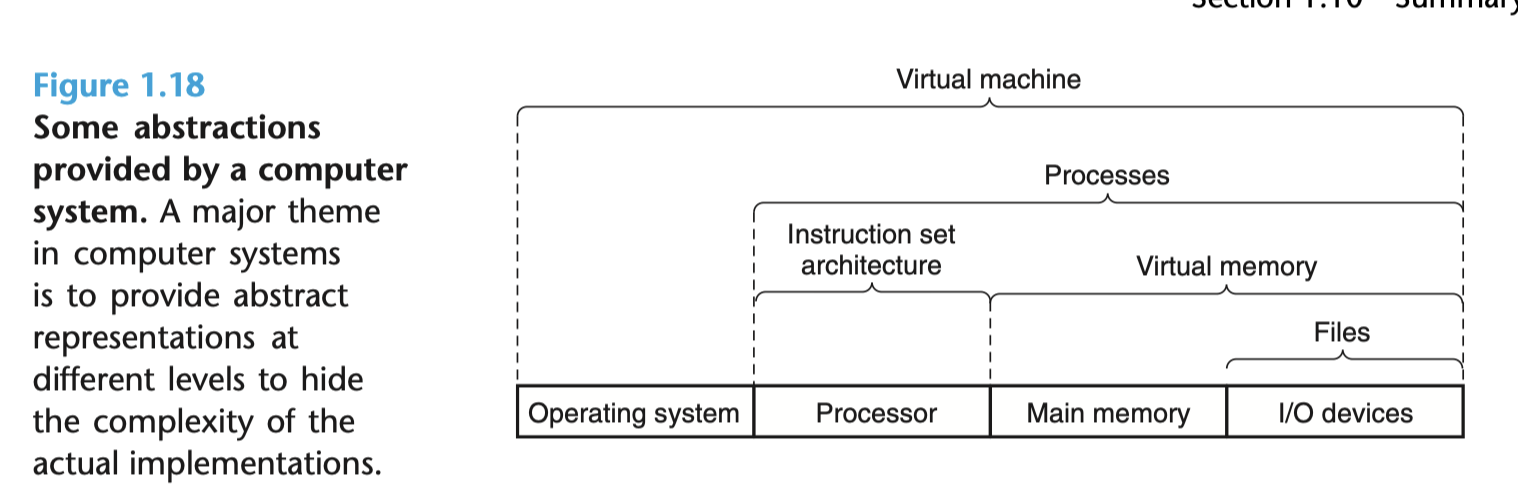 Section 1.10 Summary
Figure 1.18
Some abstractions
provided by a computer
system. A major theme
in computer systems
is to provide abstract
representations at
different levels to hide
the complexity of the
actual implementations.
Virtual machine
Processes
Instruction set
architecture
Virtual memory
Files
Operating system
Processor
Main memory
I/O devices